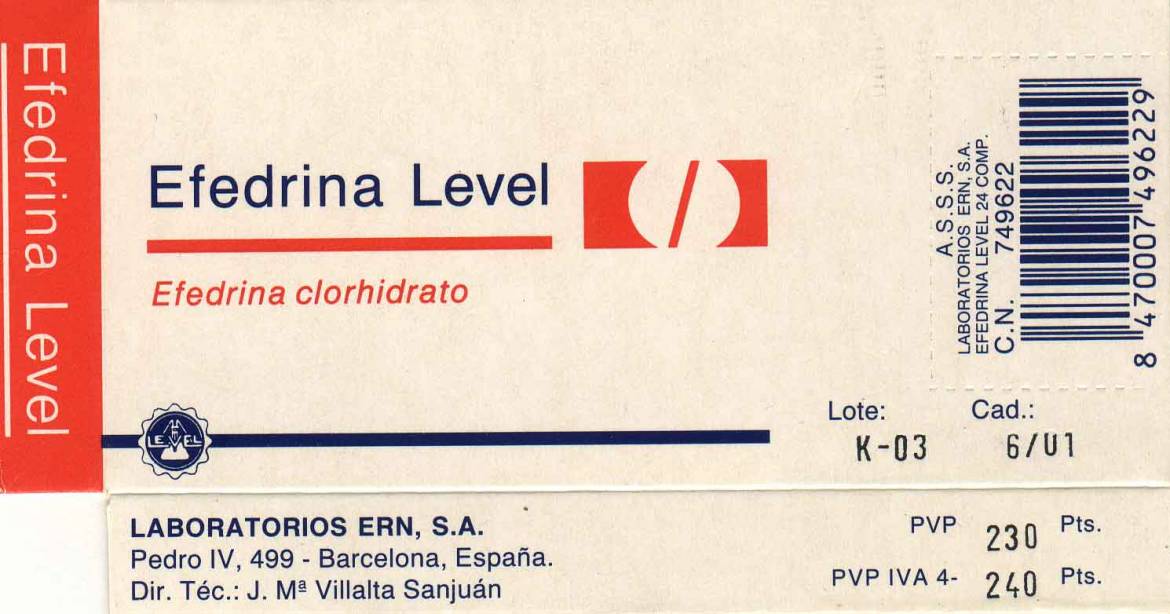 Efedrina Level
Efedrina Level
Efedrina clorhidrato
LEVEL
A.S.S.S.
LABORATORIOS ERN, S.A.
EFEDRINA LEVEL 24 COMP.
C.N. 749622
8 470007 496229
Lote: Cad.:
K-03 6/01
LABORATORIOS ERN, S.A.
Pedro IV, 499 - Barcelona, España.
Dir. Téc.: J. Mª Villalta Sanjuán
PVP 230 Pts.
PVP IVA 4- 240 Pts.